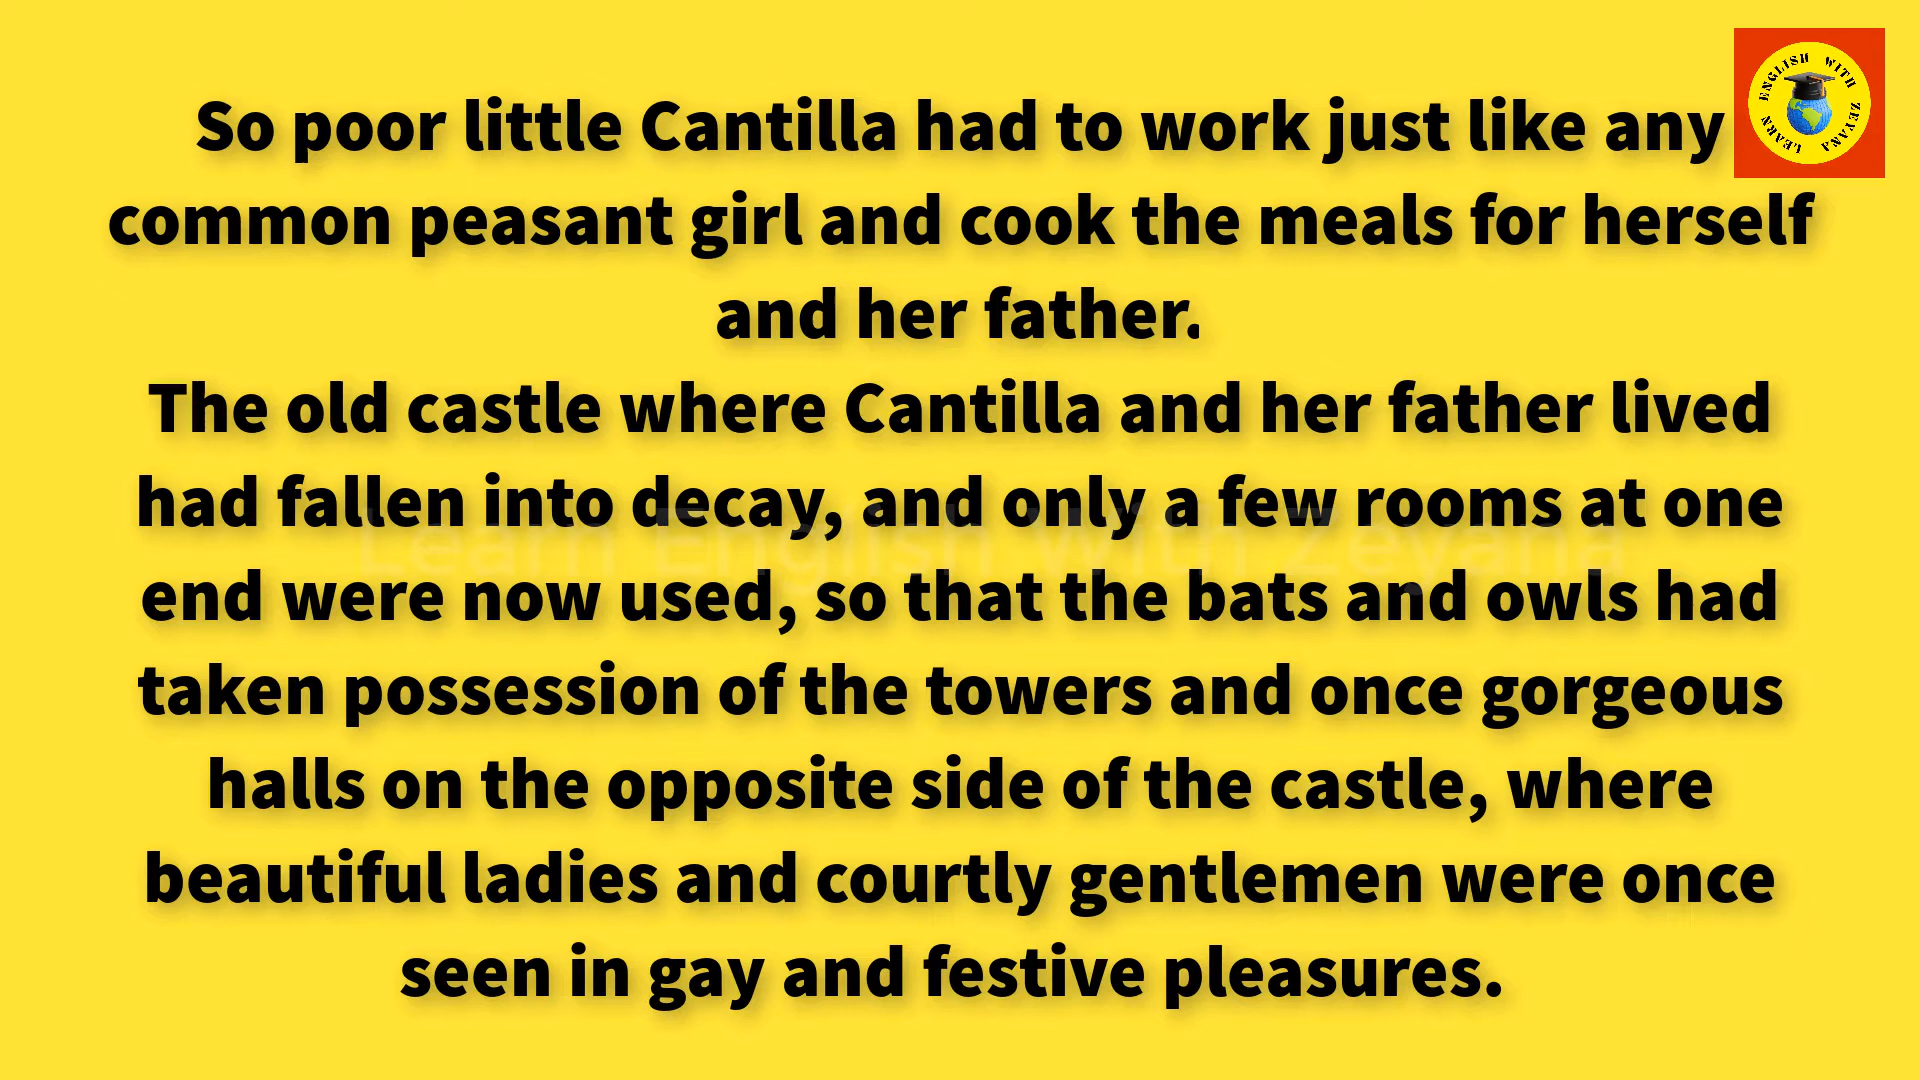 So poor little Cantilla had to work just like any
common peasant girl and cook the meals for herself
and her father.
The old castle where Cantilla and her father lived
had fallen into decay, and only a few rooms at one
end were now used, so that the bats and owls had
taken possession of the towers and once gorgeous
halls on the opposite side of the castle, where
beautiful ladies and courtly gentlemen were once
seen in gay and festive pleasures.
Learn English With Zeyana
LEARN ENGLISH WITH ZEYANA